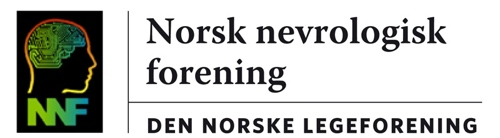 NNF
Norsk nevrologisk
forening
DEN NORSKE LEGEFORENING